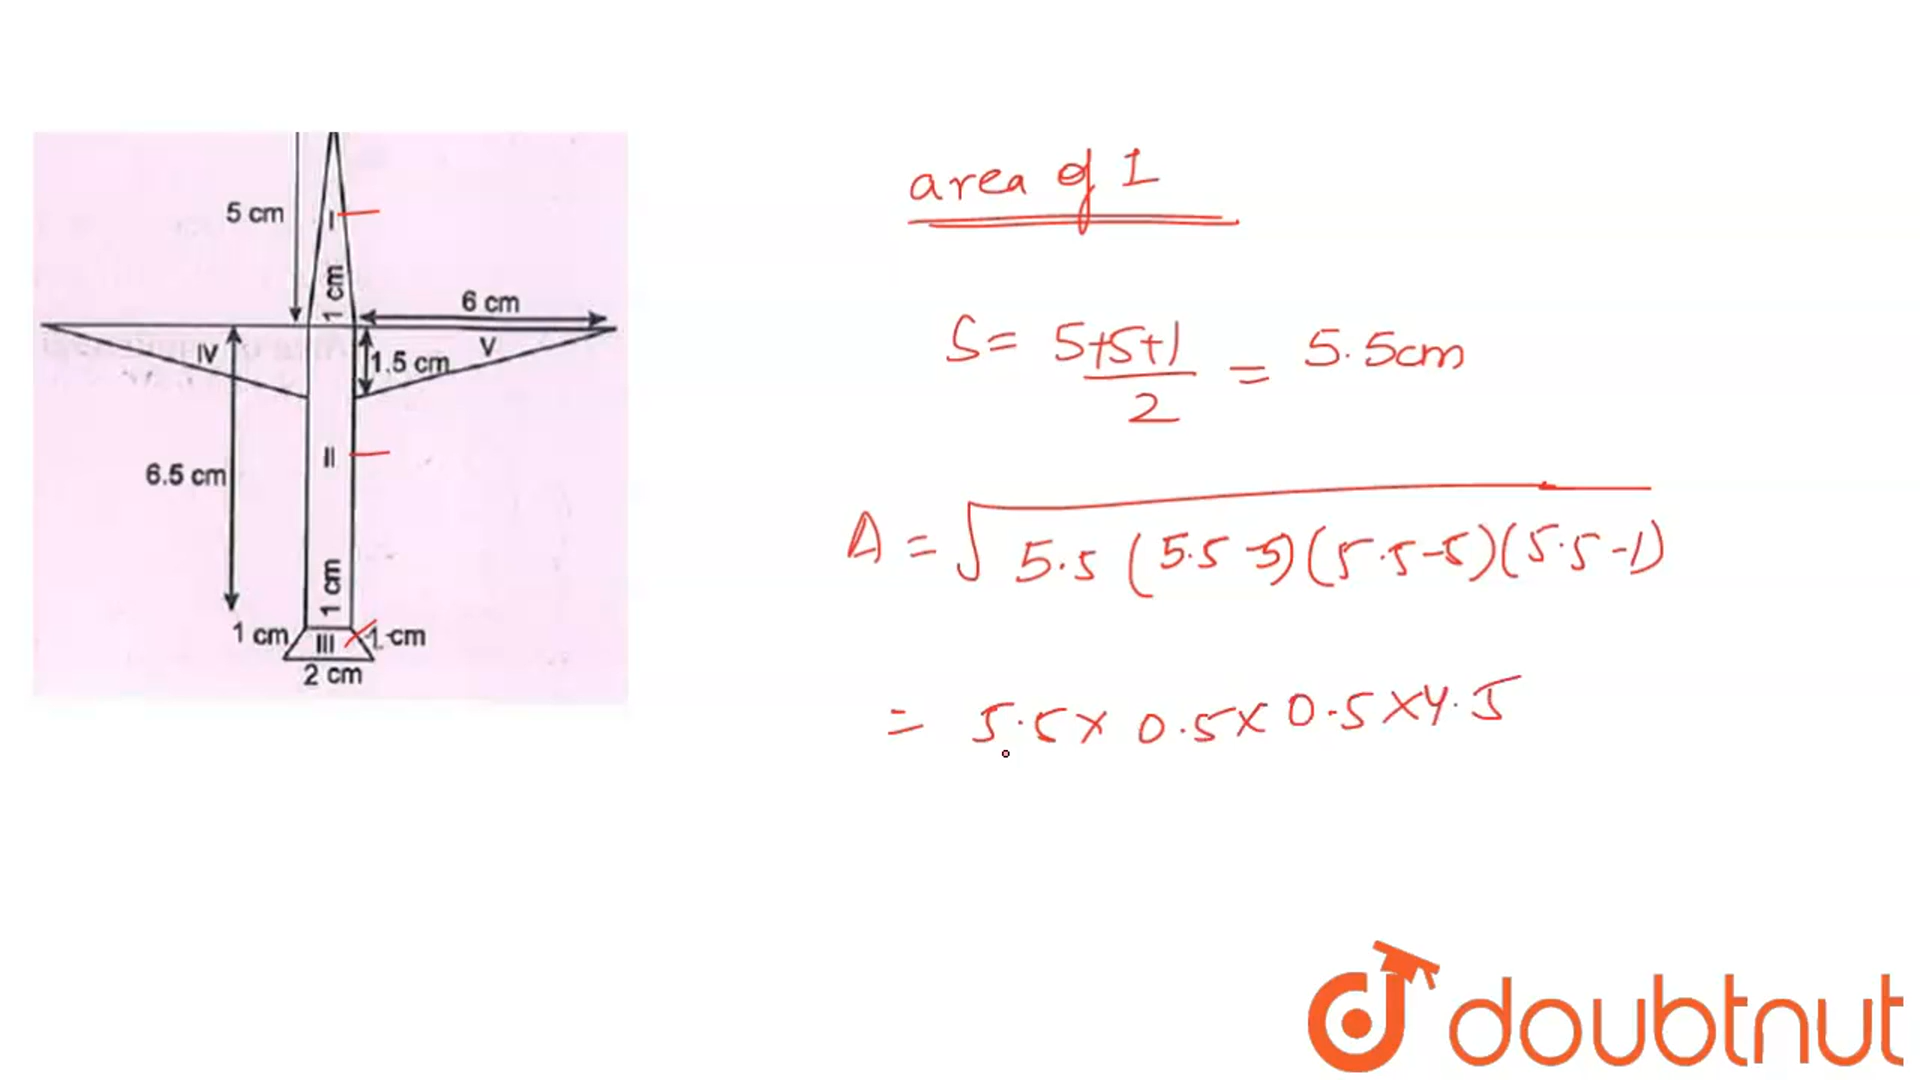 area of I
5 cm
I
1 cm
6 cm
S = 5+5+1 / 2 = 5.5cm
IV
1.5 cm
V
II
6.5 cm
A = √5.5 (5.5-5)(5.5-5)(5.5-1)
1 cm
1 cm
III
1 cm
2 cm
= 5.5 x 0.5 x 0.5 x 4.5
doubtnut